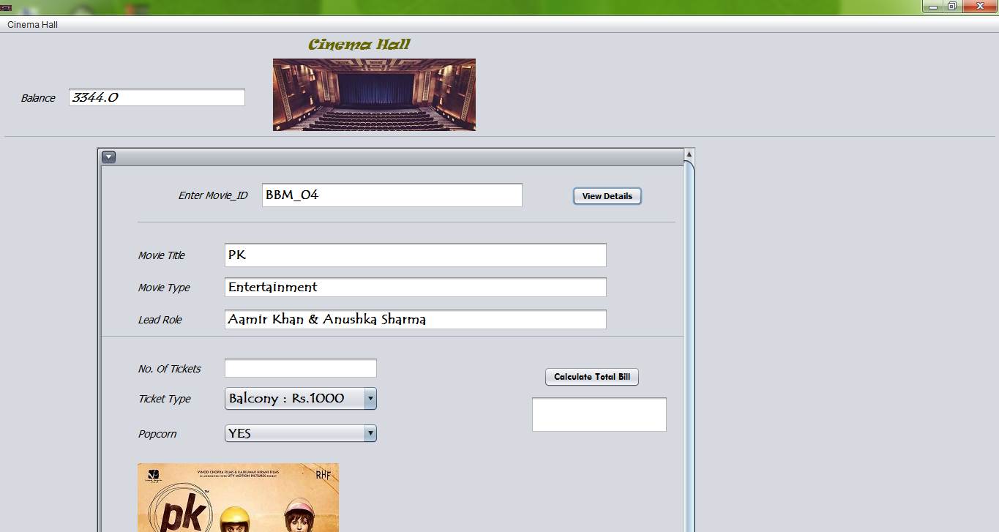 Cinema Hall
Cinema Hall
Balance 3344.0
Enter Movie_ID BBM_04 View Details
Movie Title PK
Movie Type Entertainment
Lead Role Aamir Khan & Anushka Sharma
No. Of Tickets
Calculate Total Bill
Ticket Type Balcony : Rs.1000
Popcorn YES
VINOD CHOPRA FILMS & RAJKUMAR HIRANI FILMS
IN ASSOCIATION WITH UTV MOTION PICTURES PRESENT
RHF
pk™